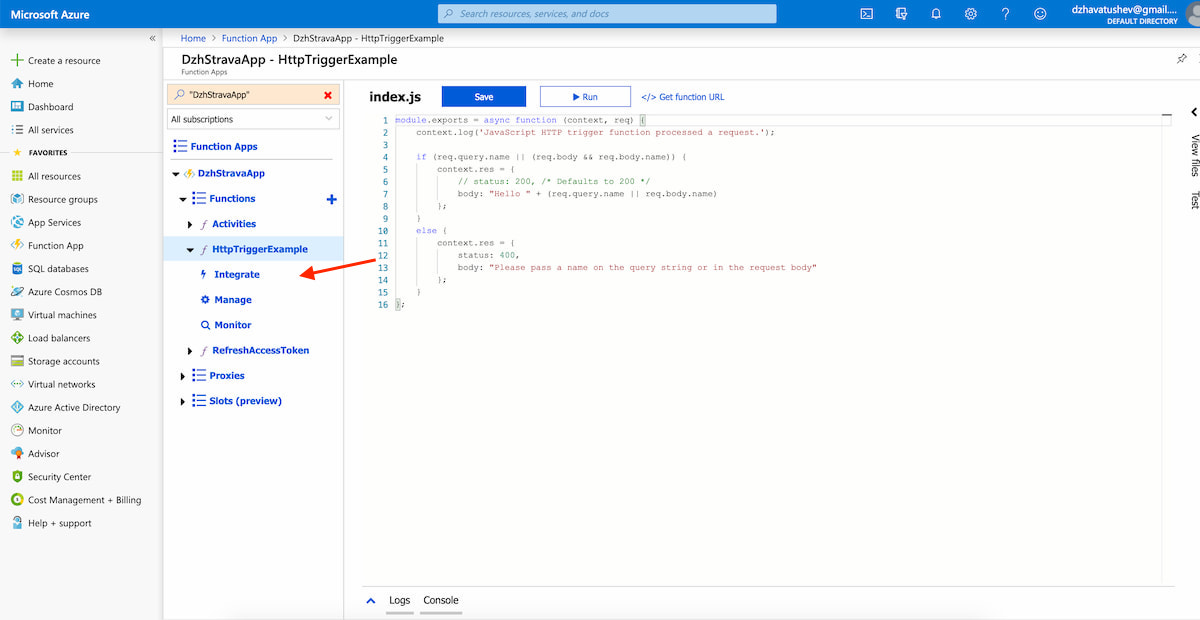 Microsoft Azure
Search resources, services, and docs
dzhavatushev@gmail....
DEFAULT DIRECTORY
Create a resource
Home
Dashboard
All services
FAVORITES
All resources
Resource groups
App Services
Function App
SQL databases
Azure Cosmos DB
Virtual machines
Load balancers
Storage accounts
Virtual networks
Azure Active Directory
Monitor
Advisor
Security Center
Cost Management + Billing
Help + support
Home > Function App > DzhStravaApp - HttpTriggerExample
DzhStravaApp - HttpTriggerExample
Function Apps
"DzhStravaApp"
All subscriptions
Function Apps
DzhStravaApp
Functions
Activities
HttpTriggerExample
Integrate
Manage
Monitor
RefreshAccessToken
Proxies
Slots (preview)
index.js Save Run </> Get function URL
1 module.exports = async function (context, req) {
2 context.log('JavaScript HTTP trigger function processed a request.');
3
4 if (req.query.name || (req.body && req.body.name)) {
5 context.res = {
6 // status: 200, /* Defaults to 200 */
7 body: "Hello " + (req.query.name || req.body.name)
8 };
9 }
10 else {
11 context.res = {
12 status: 400,
13 body: "Please pass a name on the query string or in the request body"
14 };
15 }
16 };
View files
Test
Logs Console